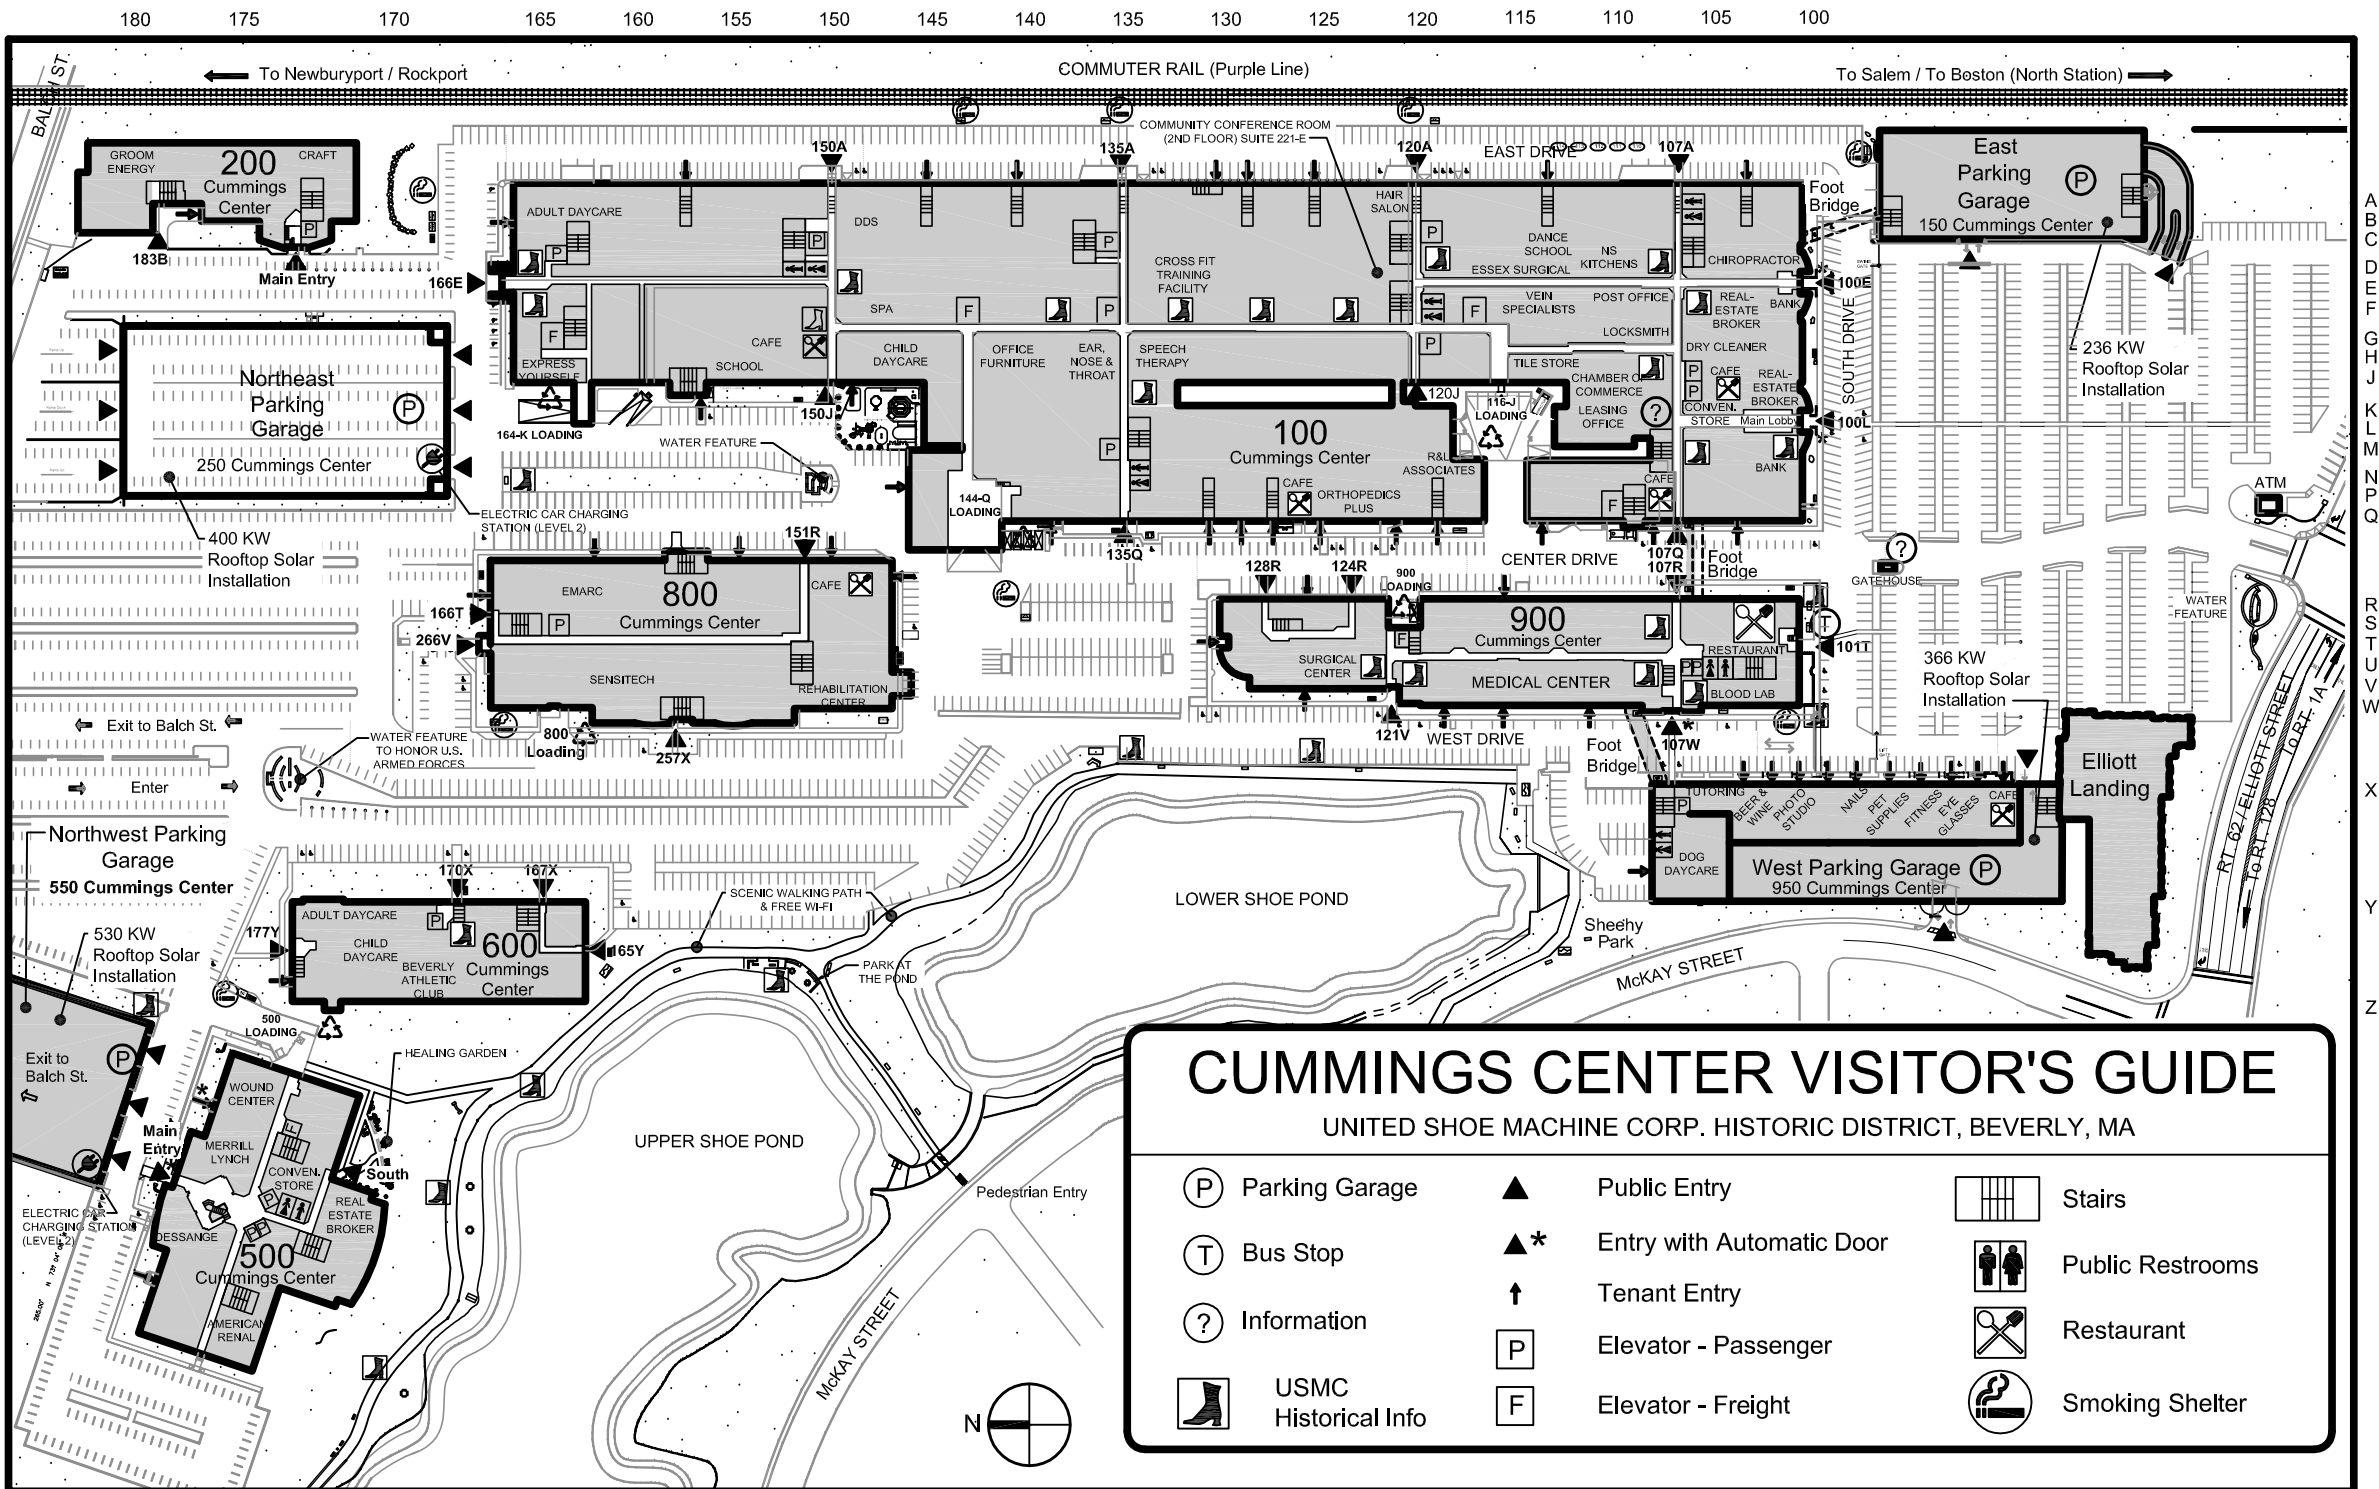 180 175 170 165 160 155 150 145 140 135 130 125 120 115 110 105 100
To Newburyport / Rockport
COMMUTER RAIL (Purple Line)
To Salem / To Boston (North Station)
BALCH ST.
GROOM
ENERGY
200
Cummings
Center
CRAFT
183B
Main Entry
150A
135A
COMMUNITY CONFERENCE ROOM
(2ND FLOOR) SUITE 221-E
120A
EAST DRIVE
107A
Foot
Bridge
East
Parking
Garage
P
150 Cummings Center
A
B
C
D
E
F
G
H
J
K
L
M
N
P
Q
R
S
T
U
V
W
X
Y
Z
166E
ADULT DAYCARE
P
F
P
DDS
P
HAIR
SALON
P
DANCE
SCHOOL
NS
KITCHENS
ESSEX SURGICAL
CHIROPRACTOR
CROSS FIT
TRAINING
FACILITY
100E
SPA
F
P
F
VEIN
SPECIALISTS
POST OFFICE
LOCKSMITH
REAL-
ESTATE
BROKER
BANK
SOUTH DRIVE
236 KW
Rooftop Solar
Installation
F
EXPRESS
YOURSELF
CAFE
SCHOOL
CHILD
DAYCARE
OFFICE
FURNITURE
EAR,
NOSE &
THROAT
SPEECH
THERAPY
P
TILE STORE
CHAMBER OF
COMMERCE
LEASING
OFFICE
?
DRY CLEANER
P
P
CAFE
REAL-
ESTATE
BROKER
CONVEN.
STORE
Main Lobby
100L
Northeast
Parking
Garage
P
250 Cummings Center
164-K LOADING
150J
120J
116-J
LOADING
WATER FEATURE
100
Cummings Center
P
R&L
ASSOCIATES
BANK
CAFE
F
144-Q
LOADING
CAFE
ORTHOPEDICS
PLUS
ATM
ELECTRIC CAR CHARGING
STATION (LEVEL 2)
400 KW
Rooftop Solar
Installation
151R
135Q
CENTER DRIVE
107Q
107R
Foot
Bridge
?
GATEHOUSE
128R
124R
900
LOADING
EMARC
800
Cummings Center
CAFE
P
166T
266V
SENSITECH
REHABILITATION
CENTER
900
Cummings Center
F
SURGICAL
CENTER
MEDICAL CENTER
RESTAURANT
P P
BLOOD LAB
T
101T
WATER
FEATURE
366 KW
Rooftop Solar
Installation
Exit to Balch St.
WATER FEATURE
TO HONOR U.S.
ARMED FORCES
800
Loading
257X
121V
WEST DRIVE
107W
*
Foot
Bridge
Elliott
Landing
RT. 62 / ELLIOTT STREET
To RT. 1A
To RT. 128
Enter
TUTORING
P
BEER &
WINE
PHOTO
STUDIO
NAILS
PET
SUPPLIES
FITNESS
EYE
GLASSES
CAFE
DOG
DAYCARE
West Parking Garage P
950 Cummings Center
Northwest Parking
Garage
550 Cummings Center
170X
167X
ADULT DAYCARE
P
177Y
CHILD
DAYCARE
BEVERLY
ATHLETIC
CLUB
600
Cummings
Center
165Y
SCENIC WALKING PATH
& FREE WI-FI
LOWER SHOE POND
PARK AT
THE POND
Sheehy
Park
McKAY STREET
530 KW
Rooftop Solar
Installation
500
LOADING
Exit to
Balch St.
P
HEALING GARDEN
WOUND
CENTER
*
F
Main
Entry
MERRILL
LYNCH
CONVEN.
STORE
P
P P
South
REAL
ESTATE
BROKER
ELECTRIC CAR
CHARGING STATION
(LEVEL 2)
DESSANGE
500
Cummings Center
AMERICAN
RENAL
UPPER SHOE POND
Pedestrian Entry
McKAY STREET
N
CUMMINGS CENTER VISITOR'S GUIDE
UNITED SHOE MACHINE CORP. HISTORIC DISTRICT, BEVERLY, MA
P Parking Garage
T Bus Stop
? Information
USMC
Historical Info
Public Entry
* Entry with Automatic Door
Tenant Entry
P Elevator - Passenger
F Elevator - Freight
Stairs
Public Restrooms
Restaurant
Smoking Shelter